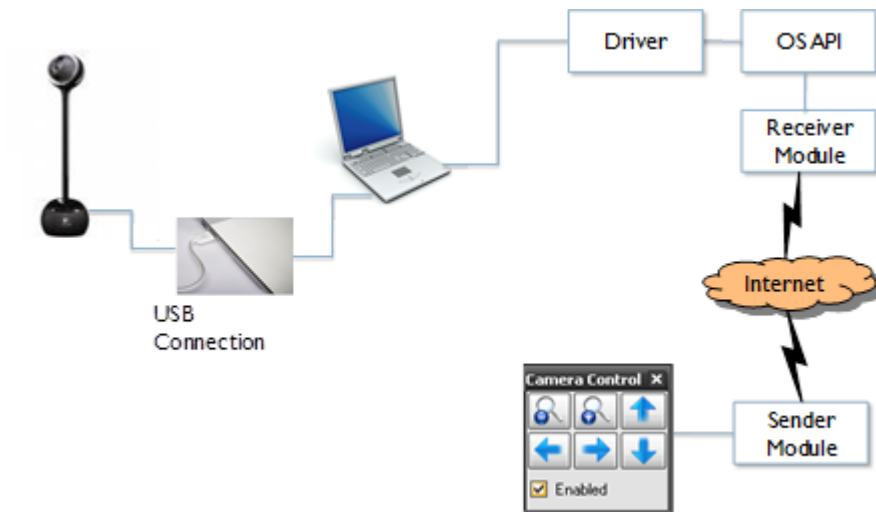 Driver
OS API
Receiver
Module
Internet
USB
Connection
Camera Control X
Enabled
Sender
Module